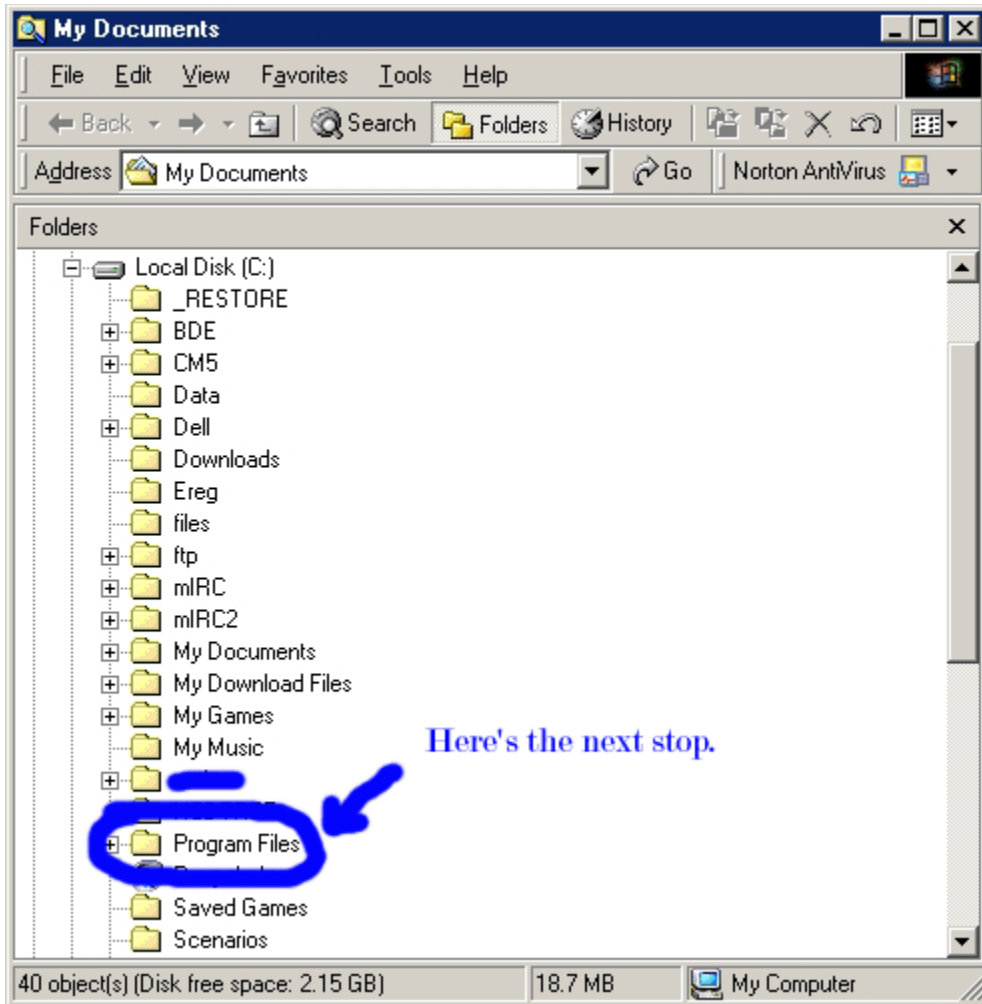 My Documents
File Edit View Favorites Tools Help
Back Search Folders History
Address My Documents Go Norton AntiVirus
Folders
Local Disk (C:)
_RESTORE
BDE
CM5
Data
Dell
Downloads
Ereg
files
ftp
mIRC
mIRC2
My Documents
My Download Files
My Games
My Music
Here's the next stop.
Program Files
Saved Games
Scenarios
40 object(s) (Disk free space: 2.15 GB) 18.7 MB My Computer